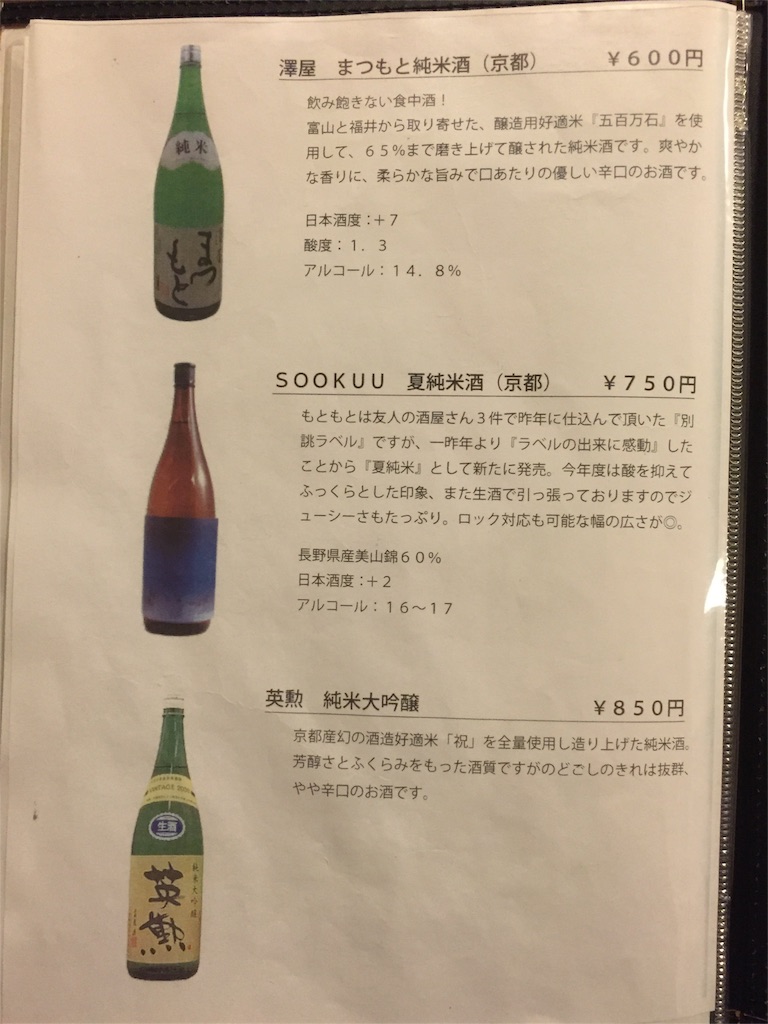 澤屋　まつもと純米酒（京都）　￥６００円
飲み飽きない食中酒！
富山と福井から取り寄せた、醸造用好適米『五百万石』を使
用して、６５％まで磨き上げて醸された純米酒です。爽やか
な香りに、柔らかな旨みで口あたりの優しい辛口のお酒です。
日本酒度：＋７
酸度：１．３
アルコール：１４．８％
純米
まつもと
ＳＯＯＫＵＵ　夏純米酒（京都）　￥７５０円
もともとは友人の酒屋さん３件で昨年に仕込んで頂いた『別
誂ラベル』ですが、一昨年より『ラベルの出来に感動』した
ことから『夏純米』として新たに発売。今年度は酸を抑えて
ふっくらとした印象、また生酒で引っ張っておりますのでジ
ューシーさもたっぷり。ロック対応も可能な幅の広さが◎。
長野県産美山錦６０％
日本酒度：＋２
アルコール：１６～１７
英勲　純米大吟醸　￥８５０円
京都産幻の酒造好適米「祝」を全量使用し造り上げた純米酒。
芳醇さとふくらみをもった酒質ですがのどごしのきれは抜群、
やや辛口のお酒です。
VINTAGE
生酒
純米大吟醸
英勲